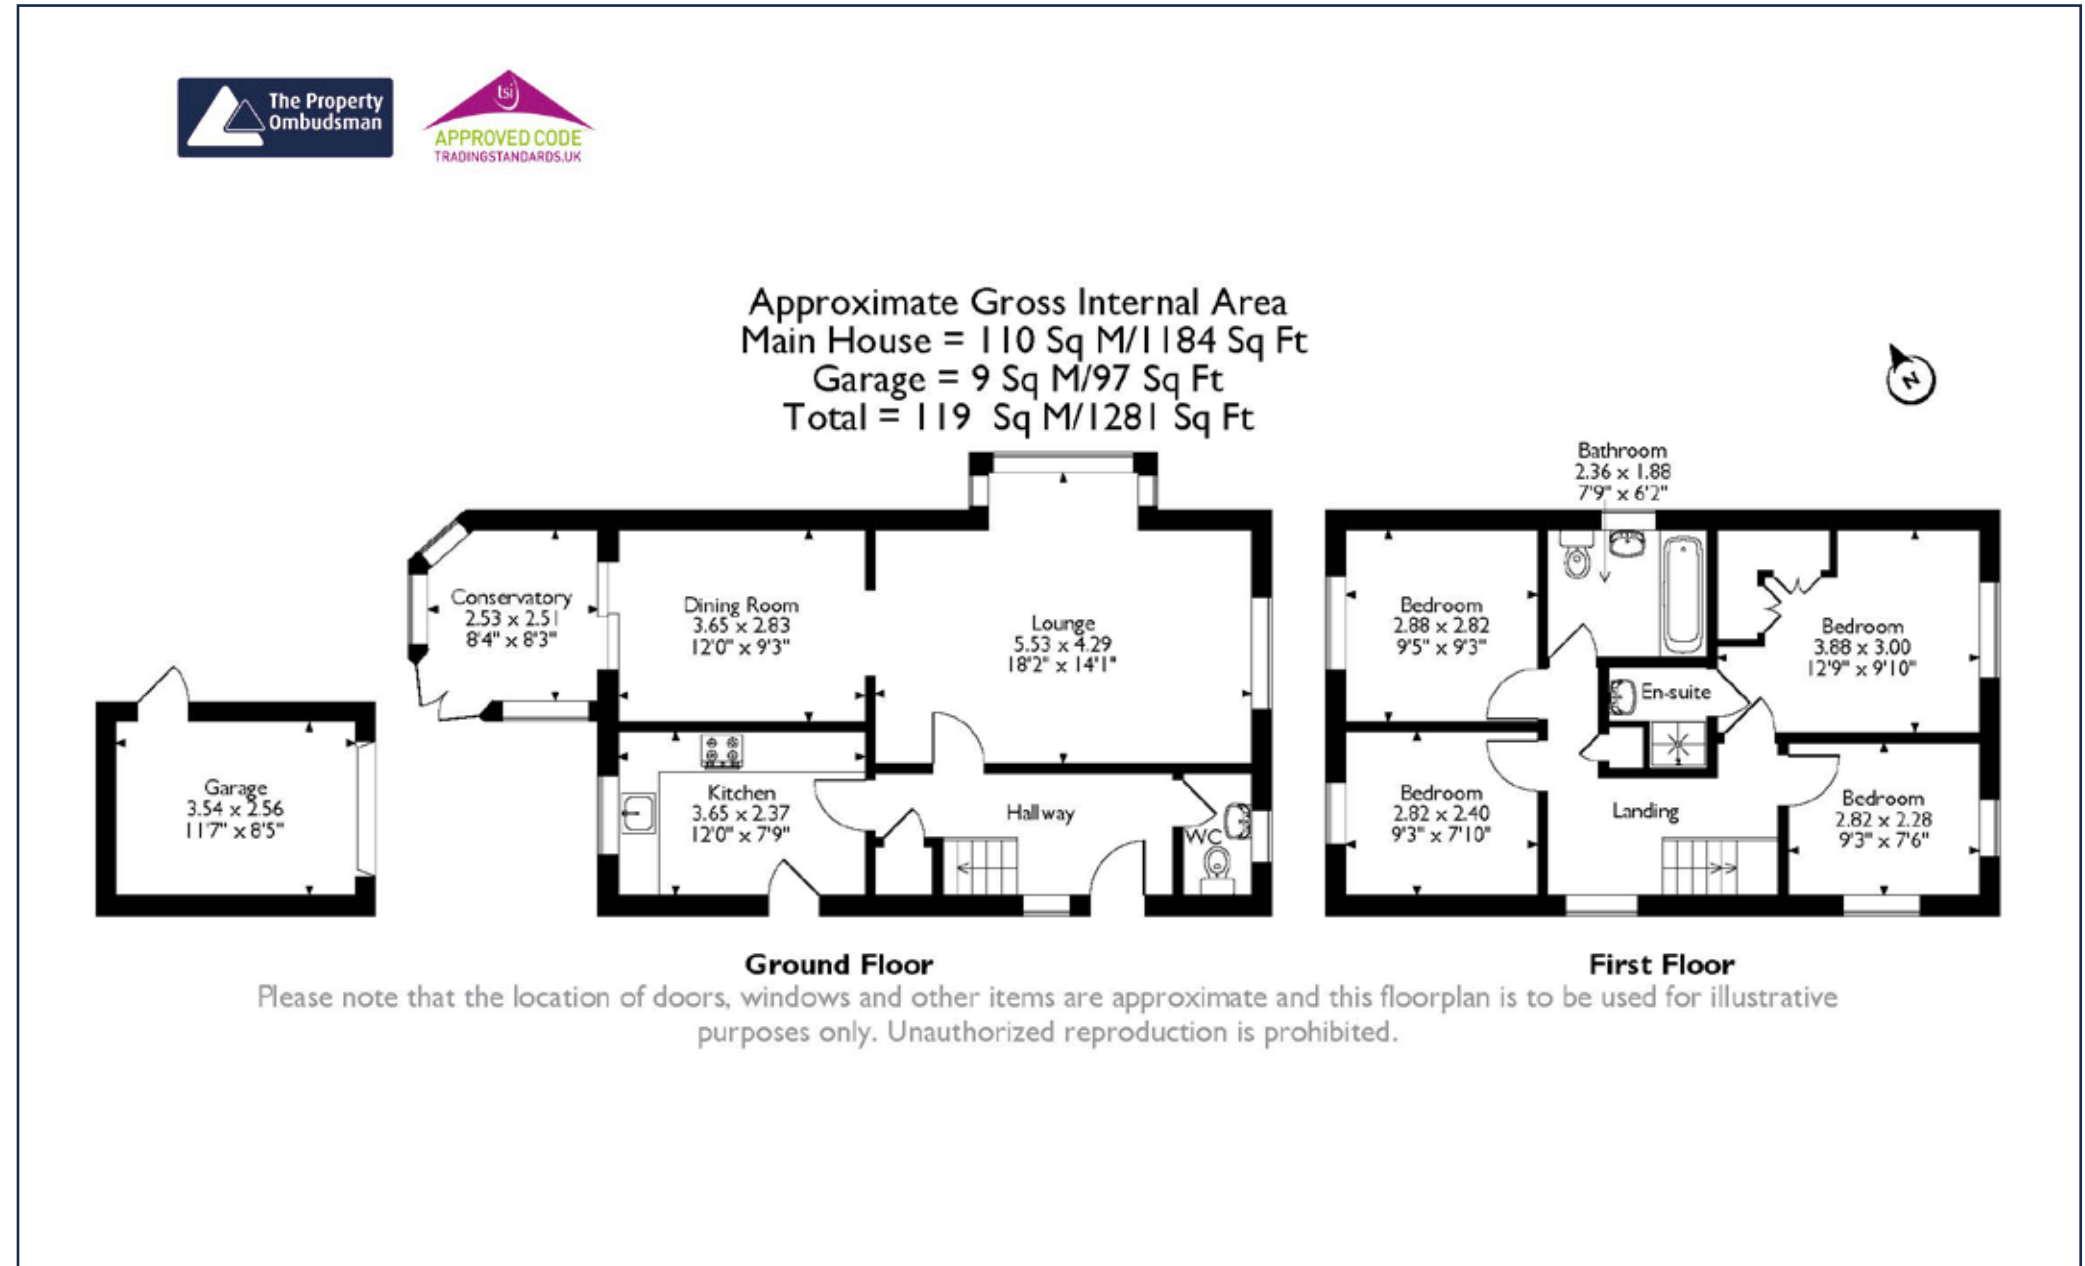 The Property
Ombudsman
tsi
APPROVED CODE
TRADINGSTANDARDS.UK
Approximate Gross Internal Area
Main House = 110 Sq M/1184 Sq Ft
Garage = 9 Sq M/97 Sq Ft
Total = 119 Sq M/1281 Sq Ft
N
Garage
3.54 x 2.56
11'7" x 8'5"
Conservatory
2.53 x 2.51
8'4" x 8'3"
Dining Room
3.65 x 2.83
12'0" x 9'3"
Lounge
5.53 x 4.29
18'2" x 14'1"
Kitchen
3.65 x 2.37
12'0" x 7'9"
Hallway
WC
Ground Floor
Bathroom
2.36 x 1.88
7'9" x 6'2"
Bedroom
2.88 x 2.82
9'5" x 9'3"
Bedroom
3.88 x 3.00
12'9" x 9'10"
En-suite
Bedroom
2.82 x 2.40
9'3" x 7'10"
Landing
Bedroom
2.82 x 2.28
9'3" x 7'6"
First Floor
Please note that the location of doors, windows and other items are approximate and this floorplan is to be used for illustrative
purposes only. Unauthorized reproduction is prohibited.